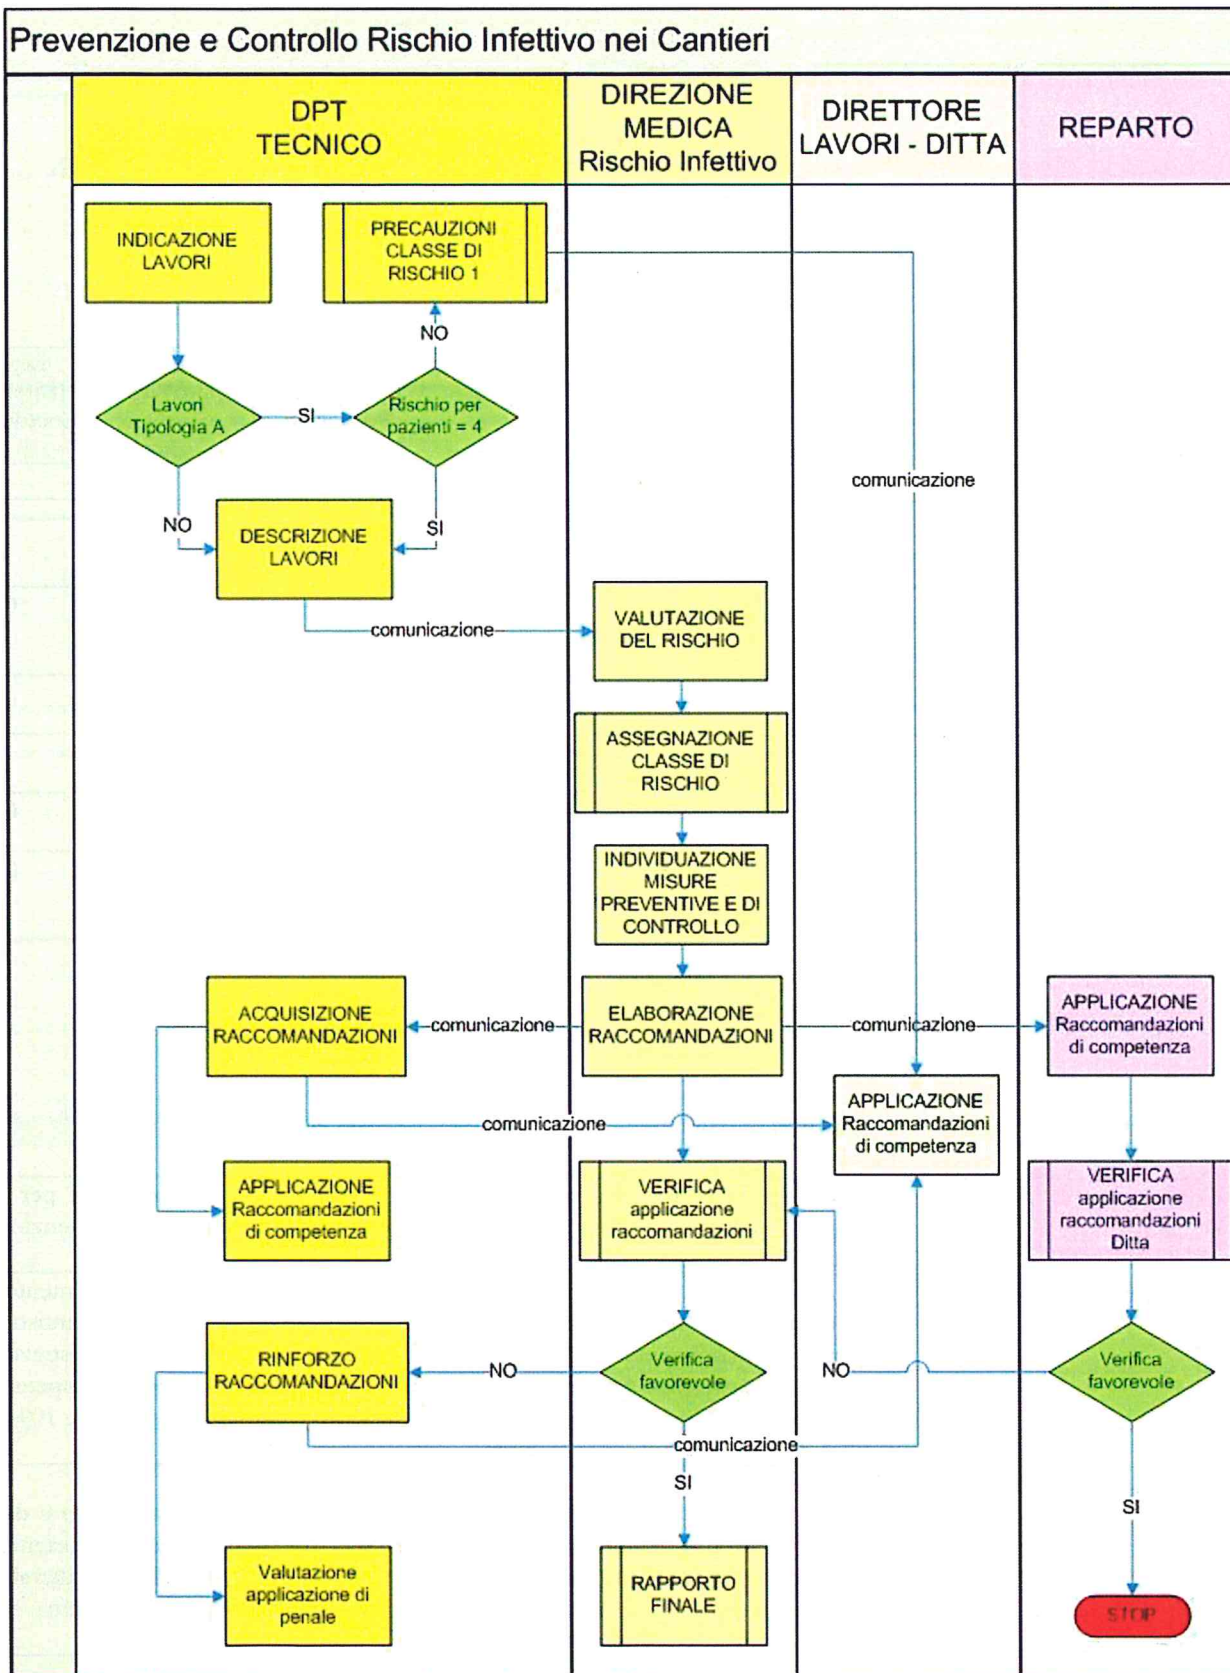 Prevenzione e Controllo Rischio Infettivo nei Cantieri
DPT
TECNICO
DIREZIONE
MEDICA
Rischio Infettivo
DIRETTORE
LAVORI - DITTA
REPARTO
INDICAZIONE
LAVORI
PRECAUZIONI
CLASSE DI
RISCHIO 1
NO
Lavori
Tipologia A
SI
Rischio per
pazienti = 4
comunicazione
NO
DESCRIZIONE
LAVORI
SI
comunicazione
VALUTAZIONE
DEL RISCHIO
ASSEGNAZIONE
CLASSE DI
RISCHIO
INDIVIDUAZIONE
MISURE
PREVENTIVE E DI
CONTROLLO
ACQUISIZIONE
RACCOMANDAZIONI
comunicazione
ELABORAZIONE
RACCOMANDAZIONI
comunicazione
APPLICAZIONE
Raccomandazioni
di competenza
comunicazione
APPLICAZIONE
Raccomandazioni
di competenza
APPLICAZIONE
Raccomandazioni
di competenza
VERIFICA
applicazione
raccomandazioni
VERIFICA
applicazione
raccomandazioni
Ditta
RINFORZO
RACCOMANDAZIONI
NO
Verifica
favorevole
NO
Verifica
favorevole
comunicazione
SI
SI
Valutazione
applicazione di
penale
RAPPORTO
FINALE
STOP